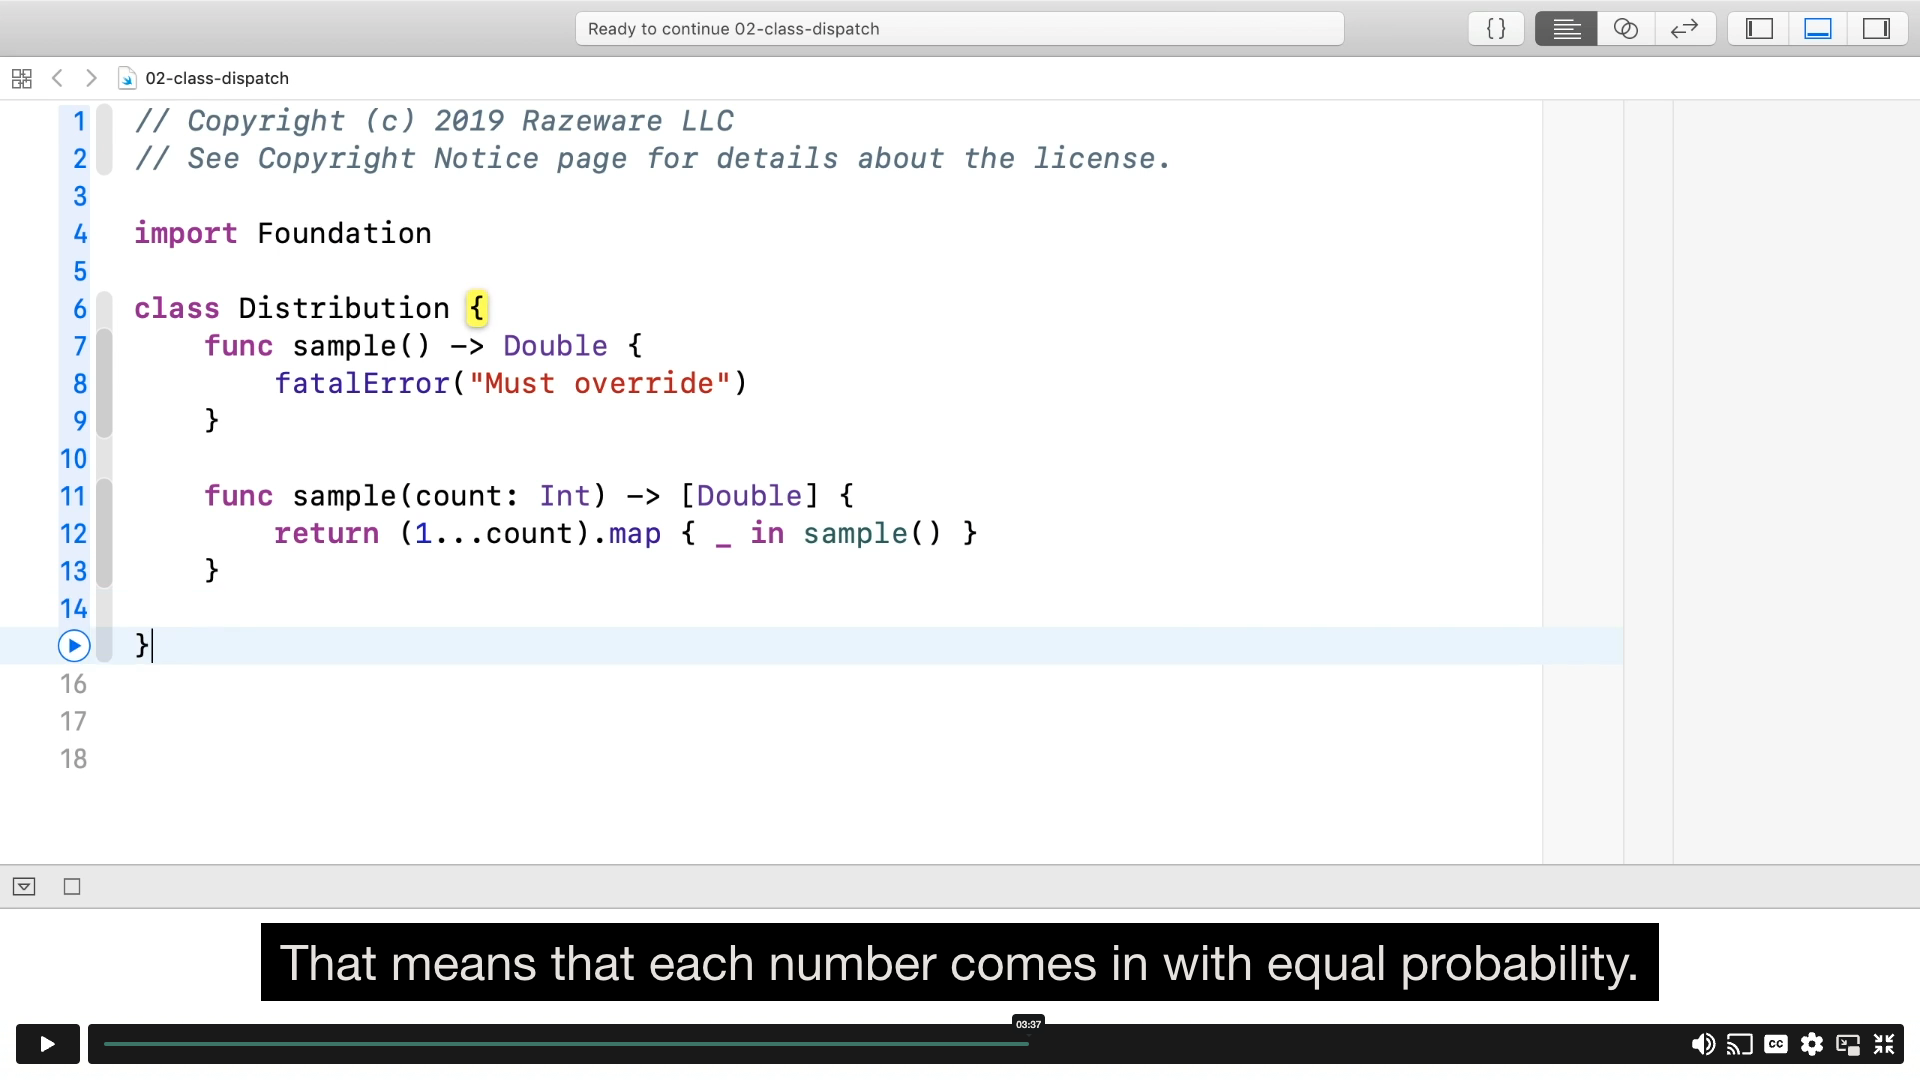 Ready to continue 02-class-dispatch
{ }
02-class-dispatch
1 // Copyright (c) 2019 Razeware LLC
2 // See Copyright Notice page for details about the license.
3
4 import Foundation
5
6 class Distribution {
7 func sample() -> Double {
8 fatalError("Must override")
9 }
10
11 func sample(count: Int) -> [Double] {
12 return (1...count).map { _ in sample() }
13 }
14
}
16
17
18
That means that each number comes in with equal probability.
03:37
CC